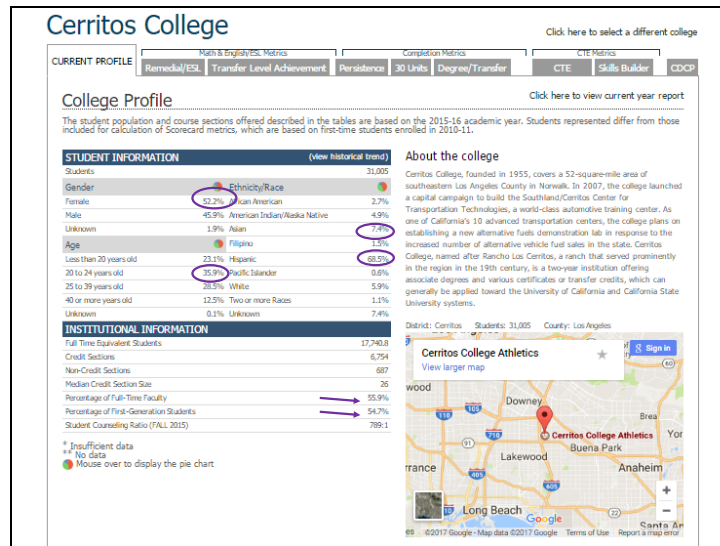 Cerritos College
Click here to select a different college
CURRENT PROFILE
Math & English/ESL Metrics
Completion Metrics
CTE Metrics
Remedial/ESL Transfer Level Achievement Persistence 30 Units Degree/Transfer CTE Skills Builder CDCP
College Profile
Click here to view current year report
The student population and course sections offered described in the tables are based on the 2015-16 academic year. Students represented differ from those
included for calculation of Scorecard metrics, which are based on first-time students enrolled in 2010-11.
STUDENT INFORMATION (view historical trend)
Students 31,005
Gender Ethnicity/Race
Female 52.2% African American 2.7%
Male 45.9% American Indian/Alaska Native 4.9%
Unknown 1.9% Asian 7.4%
Age Filipino 1.5%
Less than 20 years old 23.1% Hispanic 68.5%
20 to 24 years old 35.9% Pacific Islander 0.6%
25 to 39 years old 28.5% White 5.9%
40 or more years old 12.5% Two or more Races 1.1%
Unknown 0.1% Unknown 7.4%
INSTITUTIONAL INFORMATION
Full Time Equivalent Students 17,740.8
Credit Sections 6,754
Non-Credit Sections 687
Median Credit Section Size 26
Percentage of Full-Time Faculty 55.9%
Percentage of First-Generation Students 54.7%
Student Counseling Ratio (FALL 2015) 789:1
* Insufficient data
** No data
Mouse over to display the pie chart
About the college
Cerritos College, founded in 1955, covers a 52-square-mile area of
southeastern Los Angeles County in Norwalk. In 2007, the college launched
a capital campaign to build the Southland/Cerritos Center for
Transportation Technologies, a world-class automotive training center. As
one of California's 10 advanced transportation centers, the college plans on
establishing a new alternative fuels demonstration lab in response to the
increased number of alternative vehicle fuel sales in the state. Cerritos
College, named after Rancho Los Cerritos, a ranch that served prominently
in the region in the 19th century, is a two-year institution offering
associate degrees and various certificates or transfer credits, which can
generally be applied toward the University of California and California State
University systems.
District: Cerritos Students: 31,005 County: Los Angeles
Cerritos College Athletics
View larger map
8 Sign in
60
wood
Downey
110
105
710
Brea
91
Cerritos College Athletics
Yor
Buena Park
Lakewood
rrance
Anaheim
405
605
Long Beach
22
Google
Santa An
es ©2017 Google - Map data ©2017 Google Terms of Use Report a map error